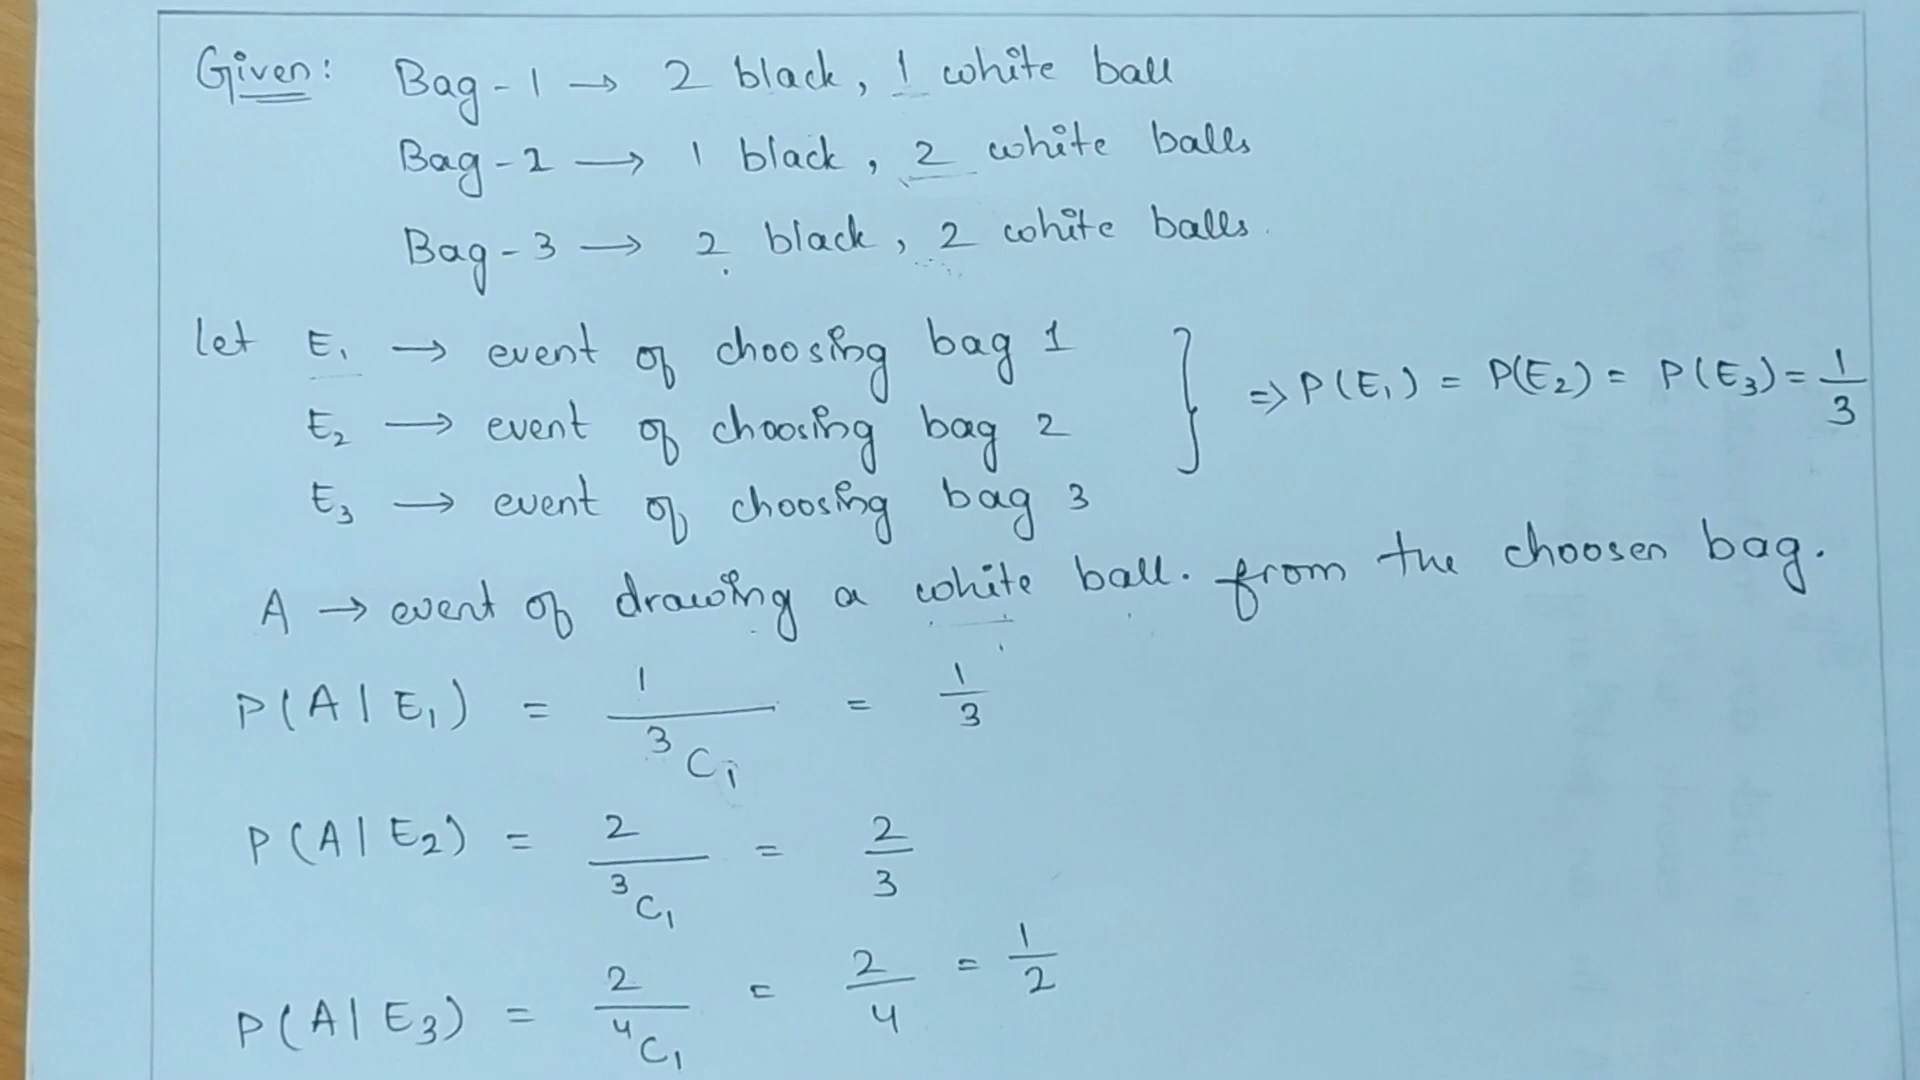 Given: Bag-1 → 2 black, 1 white ball
Bag-2 → 1 black, 2 white balls
Bag-3 → 2 black, 2 white balls.
let E₁ → event of choosing bag 1
E₂ → event of choosing bag 2
E₃ → event of choosing bag 3
} ⇒ P(E₁) = P(E₂) = P(E₃) = 1/3
A → event of drawing a white ball. from the choosen bag.
P(A|E₁) = 1/³C₁ = 1/3
P(A|E₂) = 2/³C₁ = 2/3
P(A|E₃) = 2/⁴C₁ = 2/4 = 1/2